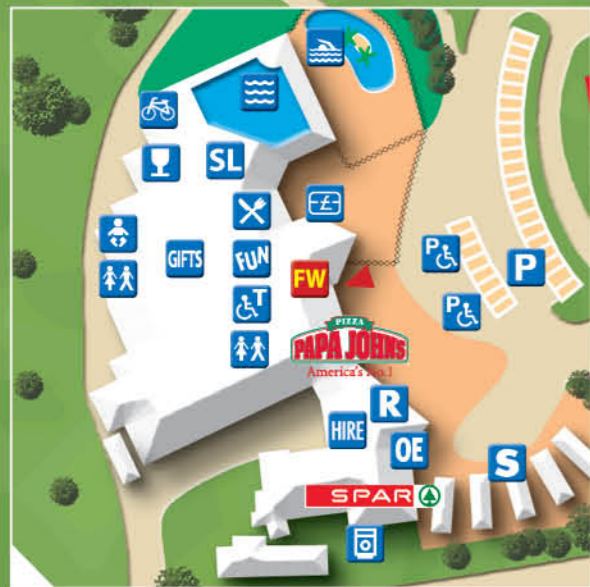 SL
£
GIFTS
FUN
FW
P
P
P
T
PIZZA
PAPA JOHNS
America's No.1
R
HIRE
OE
S
SPAR